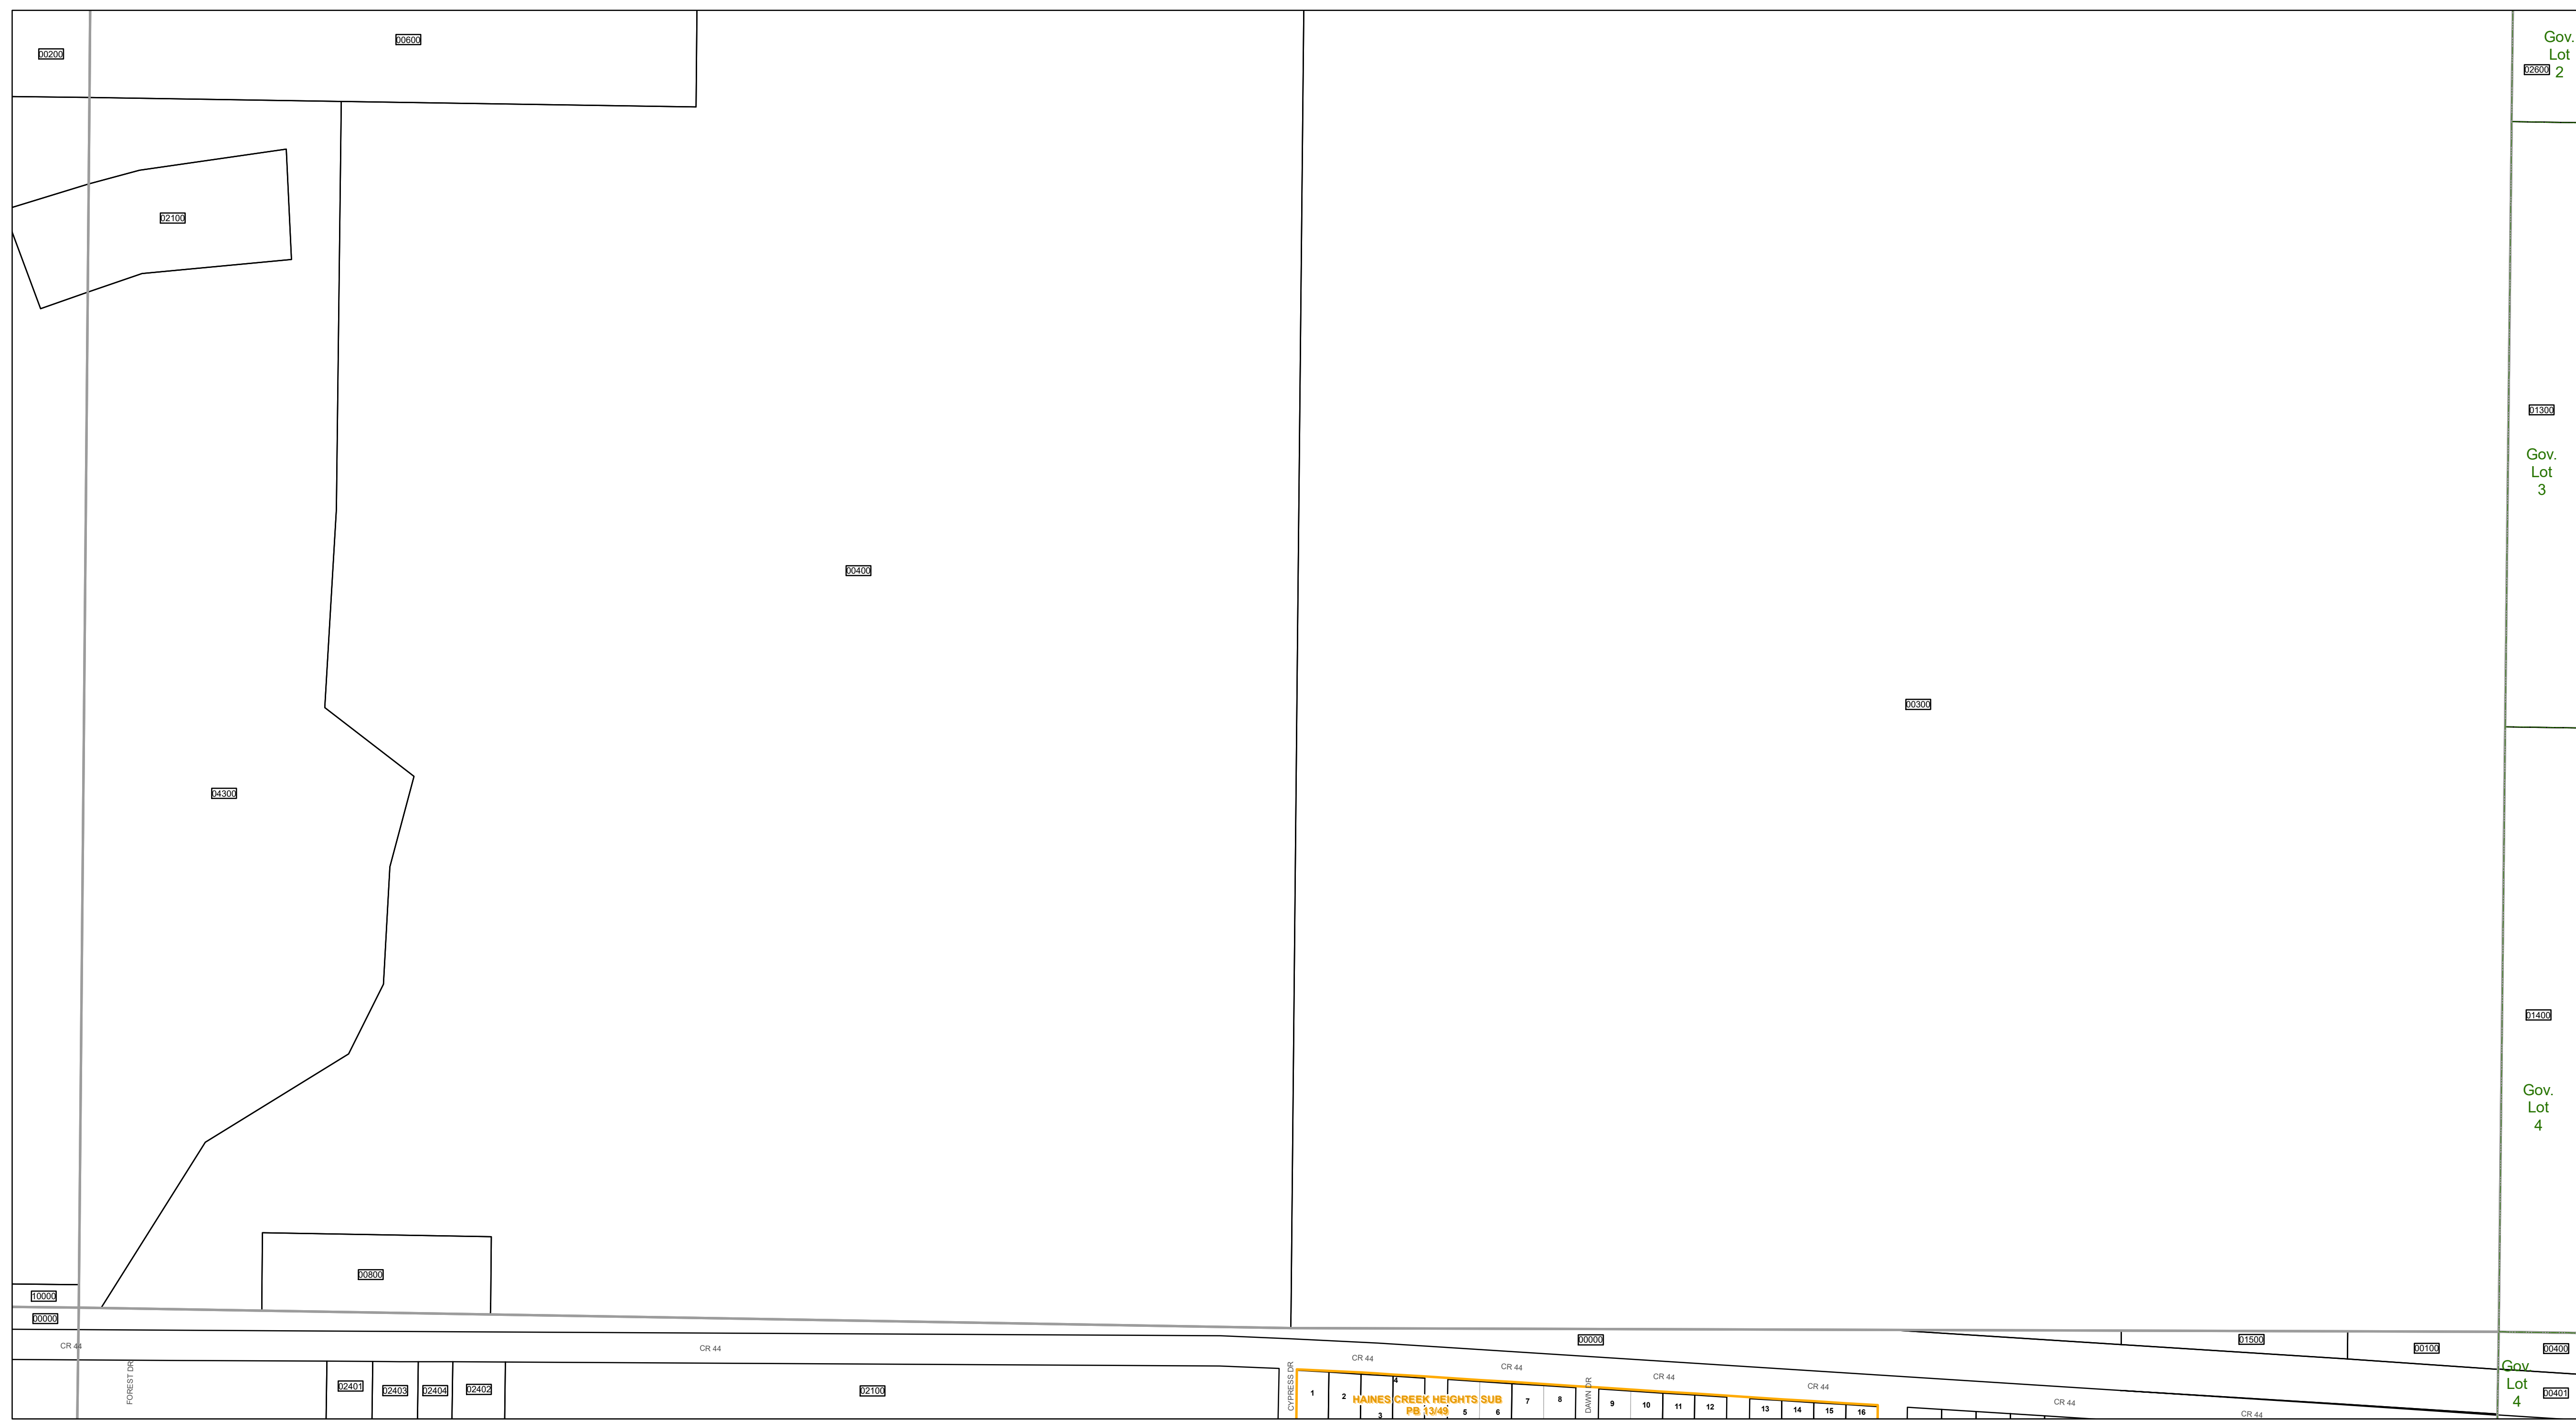 00200
00600
Gov.
Lot
2
02600
02100
01300
Gov.
Lot
3
00400
00300
04300
01400
Gov.
Lot
4
00800
10000
00000
00000
01500
00100
00400
CR 44
CR 44
CR 44
CR 44
CR 44
CR 44
CR 44
CR 44
FOREST DR
02401
02403
02404
02402
02100
CYPRESS DR
DAWN DR
1
2
3
4
5
6
7
8
9
10
11
12
13
14
15
16
HAINES CREEK HEIGHTS SUB
PB 13/49
Gov.
Lot
4
00401